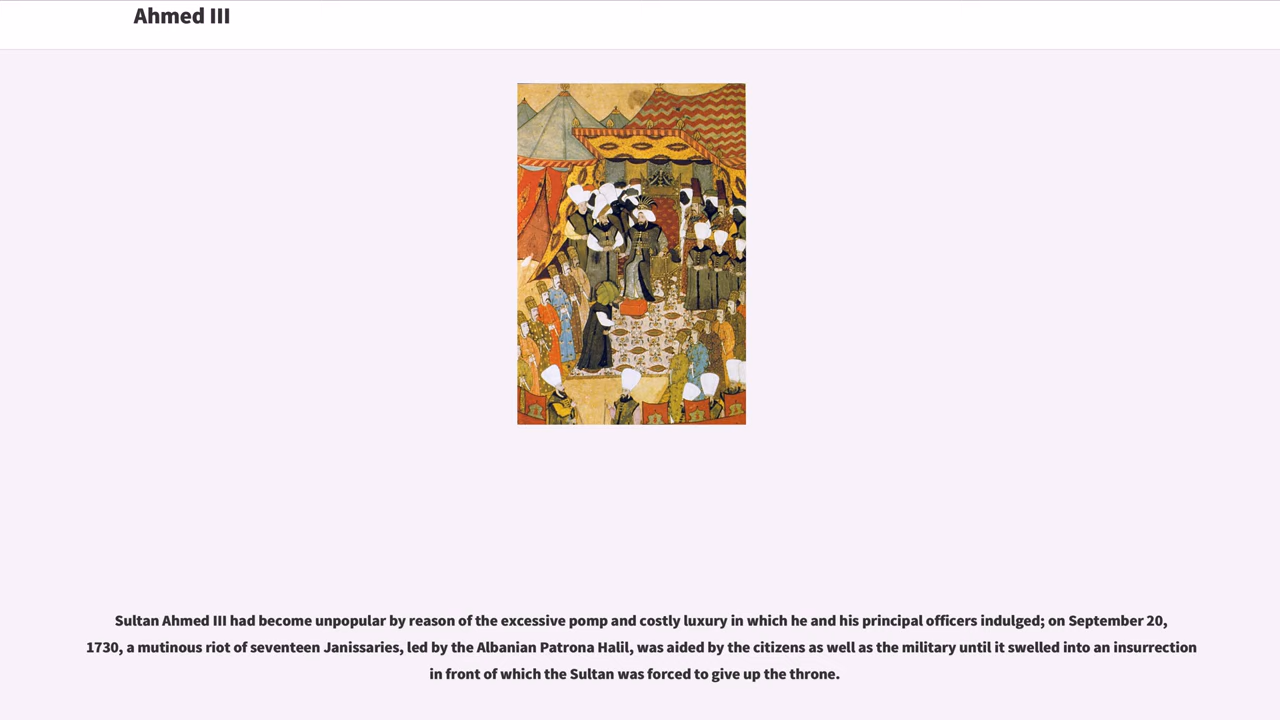 Ahmed III
Sultan Ahmed III had become unpopular by reason of the excessive pomp and costly luxury in which he and his principal officers indulged; on September 20,
1730, a mutinous riot of seventeen Janissaries, led by the Albanian Patrona Halil, was aided by the citizens as well as the military until it swelled into an insurrection
in front of which the Sultan was forced to give up the throne.